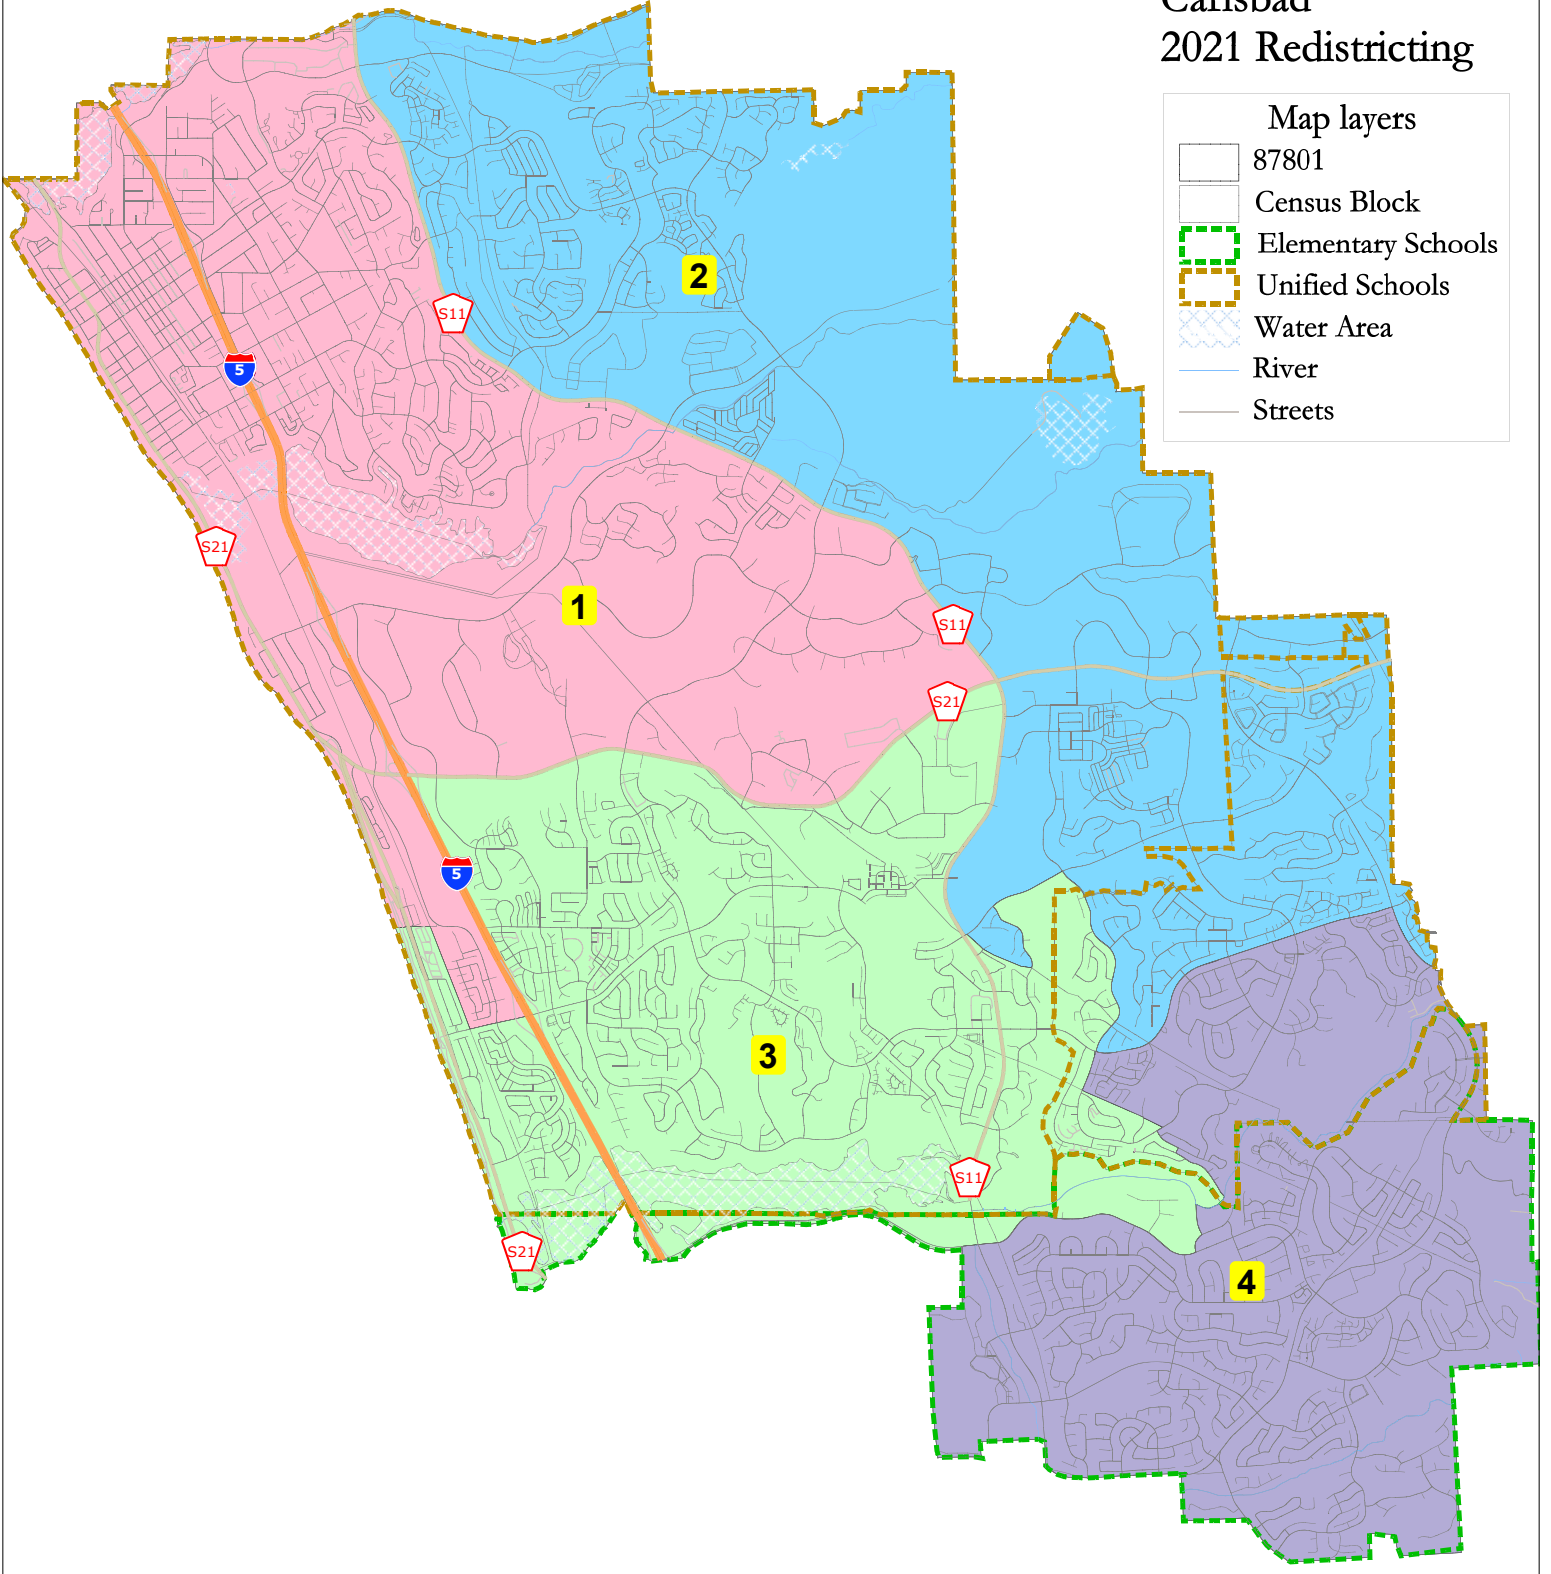 Carlsbad
2021 Redistricting
Map layers
87801
Census Block
Elementary Schools
Unified Schools
Water Area
River
Streets
2
S11
5
S21
1
S11
S21
5
3
S11
S21
4